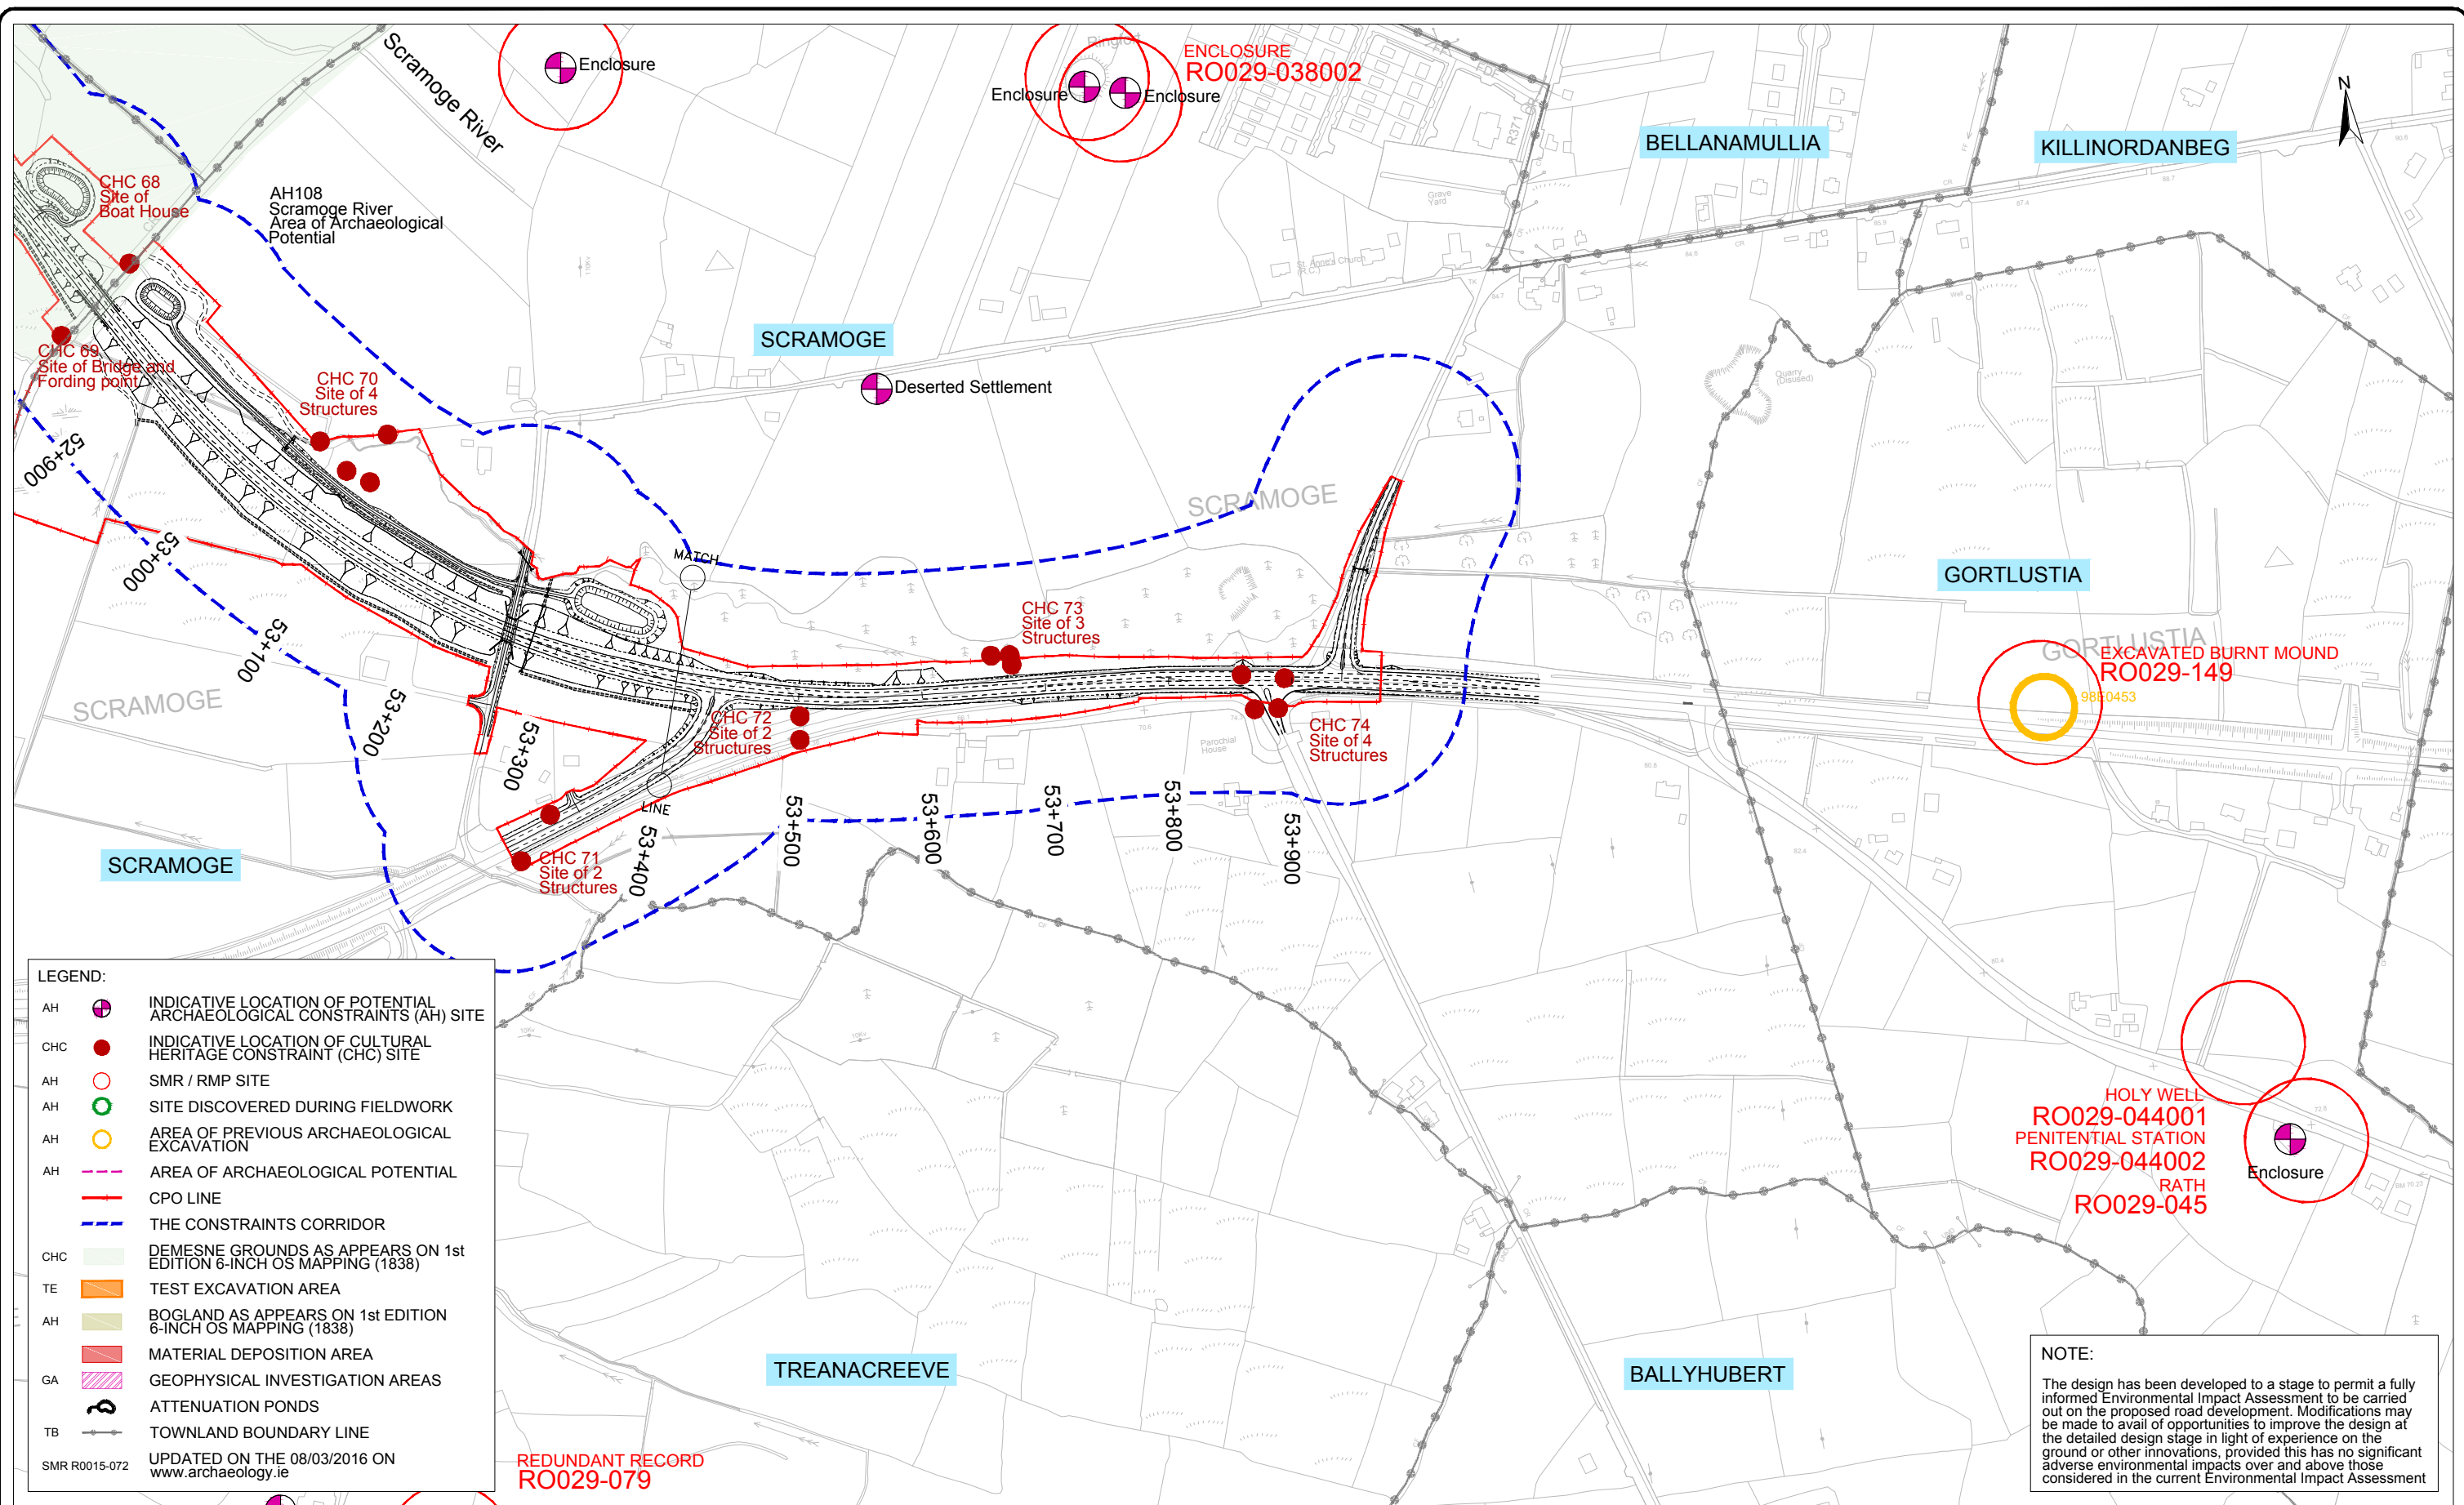 Scramoge River
Enclosure
Ringfort
ENCLOSURE
RO029-038002
Enclosure
Enclosure
R371
N
BELLANAMULLIA
KILLINORDANBEG
CHC 68
Site of
Boat House
AH108
Scramoge River
Area of Archaeological
Potential
Grave
Yard
St. Anne's Church
(R.C.)
SCRAMOGE
CHC 69
Site of Bridge and
Fording point
CHC 70
Site of 4
Structures
Deserted Settlement
Quarry
(Disused)
52+900
53+000
53+100
53+200
53+300
53+400
53+500
53+600
53+700
53+800
53+900
SCRAMOGE
MATCH
LINE
GORTLUSTIA
CHC 73
Site of 3
Structures
GORTLUSTIA
EXCAVATED BURNT MOUND
RO029-149
98E0453
SCRAMOGE
CHC 72
Site of 2
Structures
CHC 74
Site of 4
Structures
Parochial
House
SCRAMOGE
CHC 71
Site of 2
Structures
HOLY WELL
RO029-044001
PENITENTIAL STATION
RO029-044002
RATH
RO029-045
Enclosure
TREANACREEVE
BALLYHUBERT
REDUNDANT RECORD
RO029-079
LEGEND:
AH INDICATIVE LOCATION OF POTENTIAL
ARCHAEOLOGICAL CONSTRAINTS (AH) SITE
CHC INDICATIVE LOCATION OF CULTURAL
HERITAGE CONSTRAINT (CHC) SITE
AH SMR / RMP SITE
AH SITE DISCOVERED DURING FIELDWORK
AH AREA OF PREVIOUS ARCHAEOLOGICAL
EXCAVATION
AH AREA OF ARCHAEOLOGICAL POTENTIAL
CPO LINE
THE CONSTRAINTS CORRIDOR
CHC DEMESNE GROUNDS AS APPEARS ON 1st
EDITION 6-INCH OS MAPPING (1838)
TE TEST EXCAVATION AREA
AH BOGLAND AS APPEARS ON 1st EDITION
6-INCH OS MAPPING (1838)
MATERIAL DEPOSITION AREA
GA GEOPHYSICAL INVESTIGATION AREAS
ATTENUATION PONDS
TB TOWNLAND BOUNDARY LINE
SMR R0015-072 UPDATED ON THE 08/03/2016 ON
www.archaeology.ie
NOTE:
The design has been developed to a stage to permit a fully
informed Environmental Impact Assessment to be carried
out on the proposed road development. Modifications may
be made to avail of opportunities to improve the design at
the detailed design stage in light of experience on the
ground or other innovations, provided this has no significant
adverse environmental impacts over and above those
considered in the current Environmental Impact Assessment